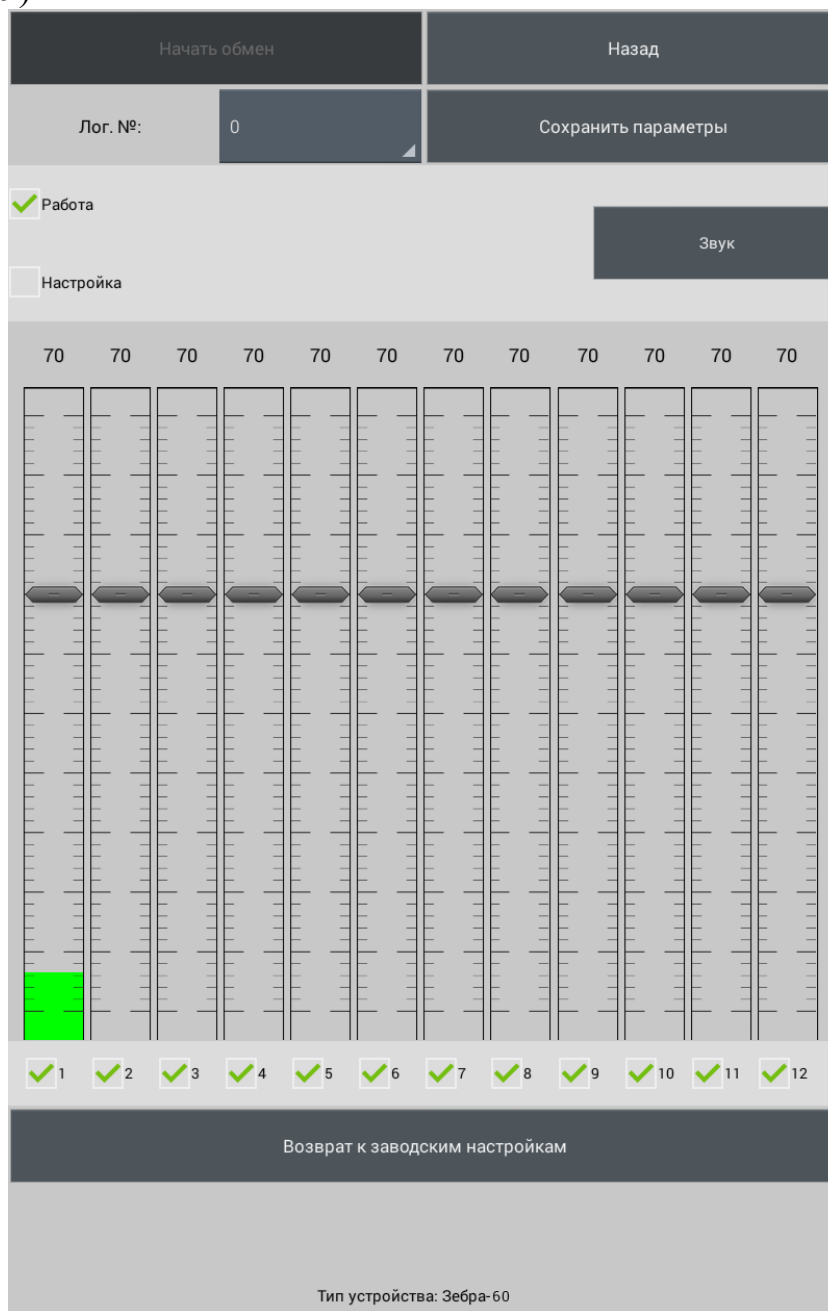 Начать обмен Назад
Лог. №: 0 Сохранить параметры
Работа
Звук
Настройка
70 70 70 70 70 70 70 70 70 70 70 70
1 2 3 4 5 6 7 8 9 10 11 12
Возврат к заводским настройкам
Тип устройства: Зебра-60